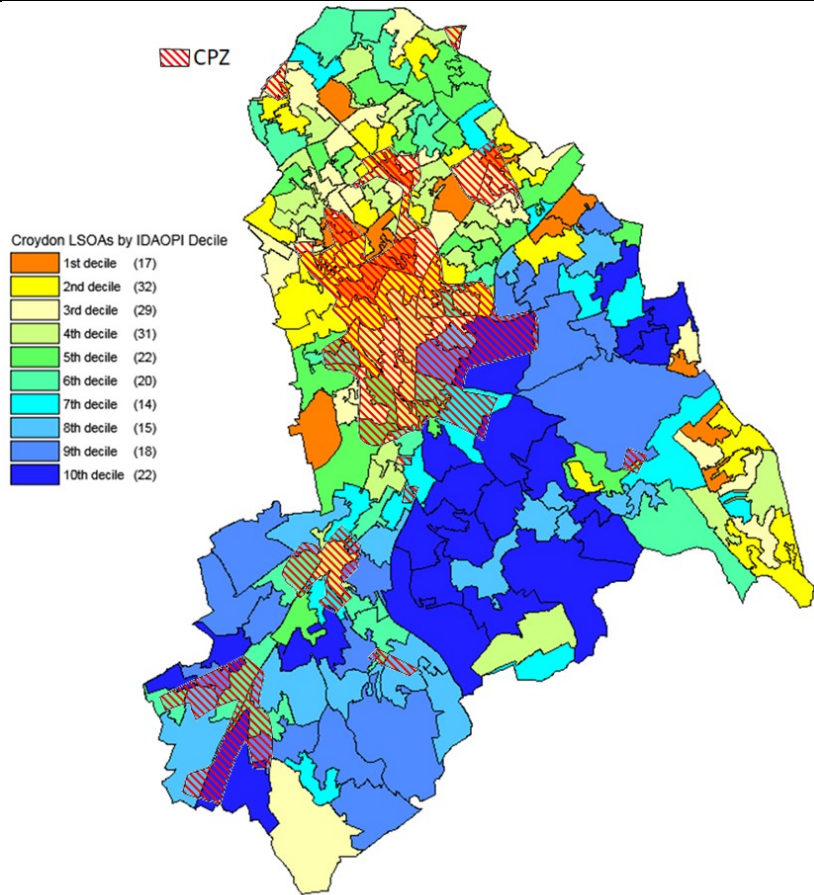 CPZ
Croydon LSOAs by IDAOPI Decile
1st decile (17)
2nd decile (32)
3rd decile (29)
4th decile (31)
5th decile (22)
6th decile (20)
7th decile (14)
8th decile (15)
9th decile (18)
10th decile (22)